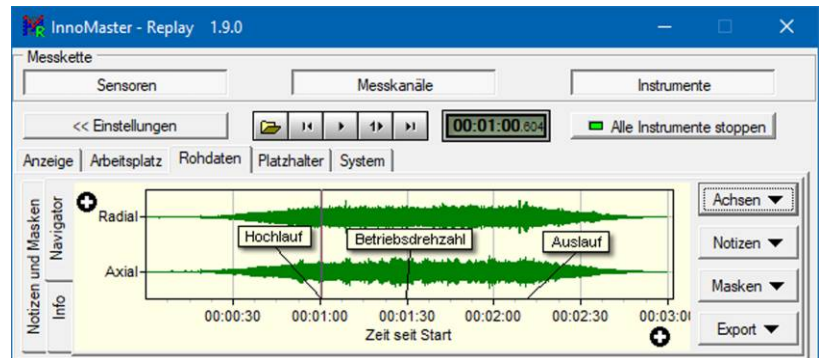 InnoMaster - Replay 1.9.0
Messkette
Sensoren Messkanäle Instrumente
<< Einstellungen 00:01:00.604 Alle Instrumente stoppen
Anzeige Arbeitsplatz Rohdaten Platzhalter System
Notizen und Masken
Navigator
Info
Radial
Axial
Hochlauf Betriebsdrehzahl Auslauf
00:00:30 00:01:00 00:01:30 00:02:00 00:02:30 00:03:0
Zeit seit Start
Achsen
Notizen
Masken
Export